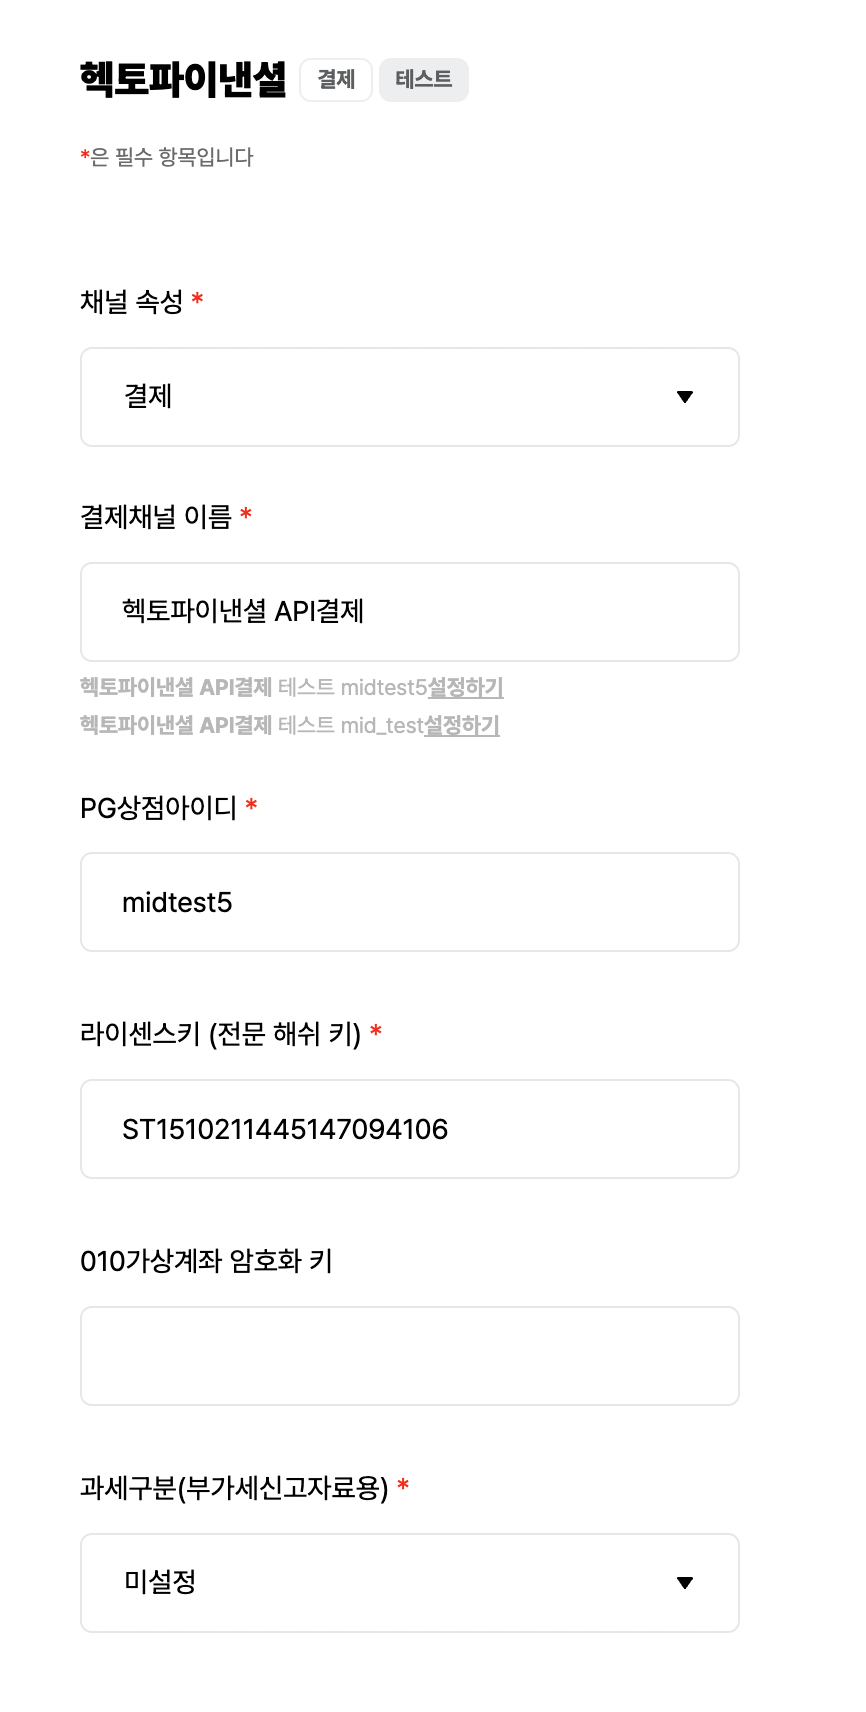 헥토파이낸셜 결제 테스트
*은 필수 항목입니다
채널 속성 *
결제
결제채널 이름 *
헥토파이낸셜 API결제
헥토파이낸셜 API결제 테스트 midtest5설정하기
헥토파이낸셜 API결제 테스트 mid_test설정하기
PG상점아이디 *
midtest5
라이센스키 (전문 해쉬 키) *
ST1510211445147094106
010가상계좌 암호화 키
과세구분(부가세신고자료용) *
미설정